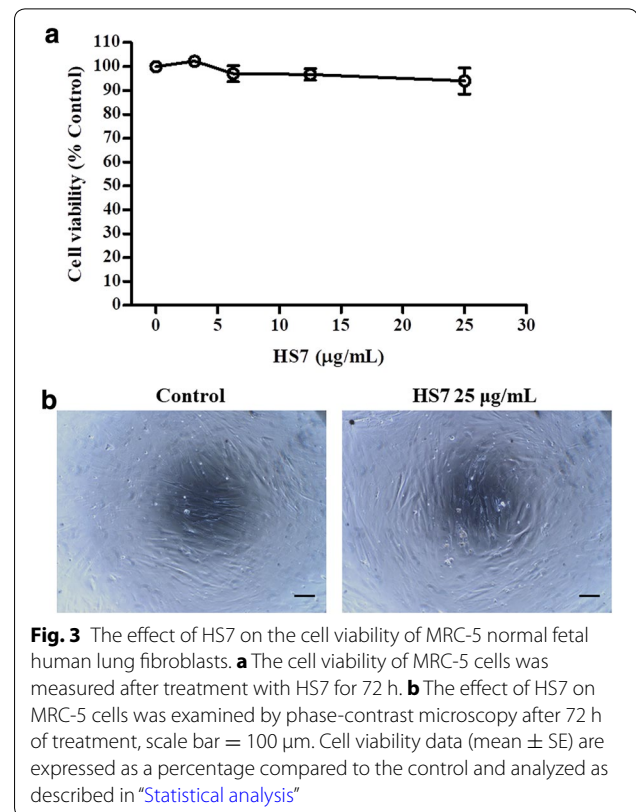 a
110
100
90
80
70
60
50
40
30
20
10
0
Cell viability (% Control)
0 5 10 15 20 25 30
HS7 (μg/mL)
b
Control
HS7 25 μg/mL
Fig. 3 The effect of HS7 on the cell viability of MRC-5 normal fetal
human lung fibroblasts. a The cell viability of MRC-5 cells was
measured after treatment with HS7 for 72 h. b The effect of HS7 on
MRC-5 cells was examined by phase-contrast microscopy after 72 h
of treatment, scale bar = 100 μm. Cell viability data (mean ± SE) are
expressed as a percentage compared to the control and analyzed as
described in “Statistical analysis”